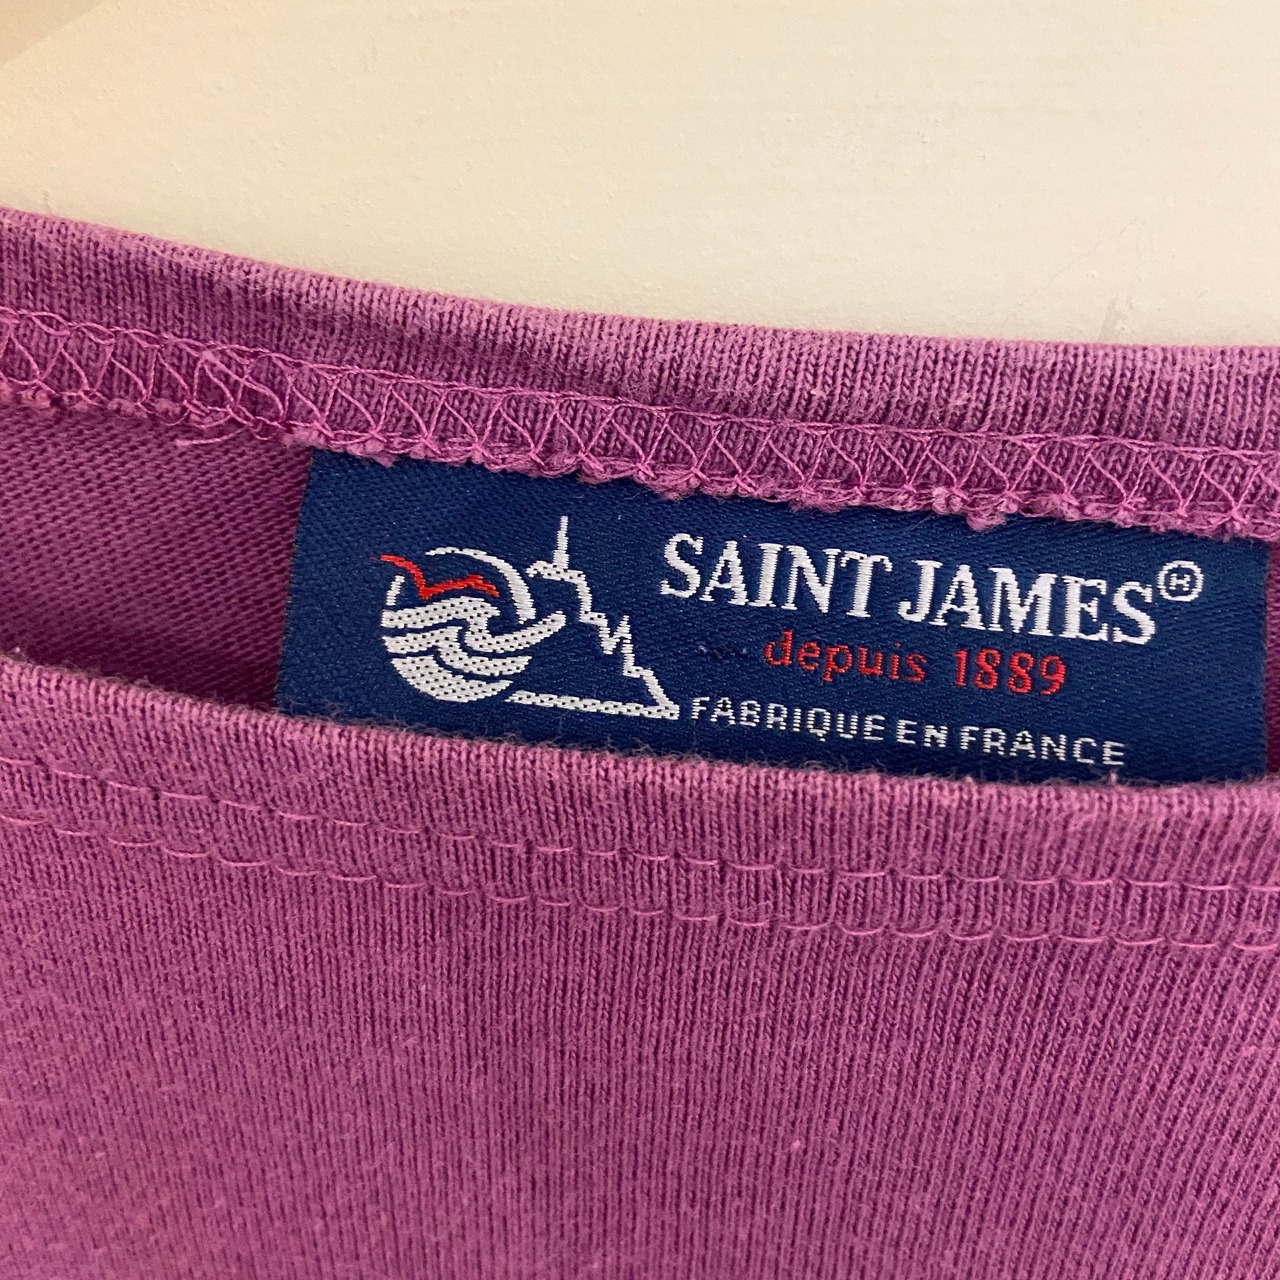 SAINT JAMES®
depuis 1889
FABRIQUE EN FRANCE